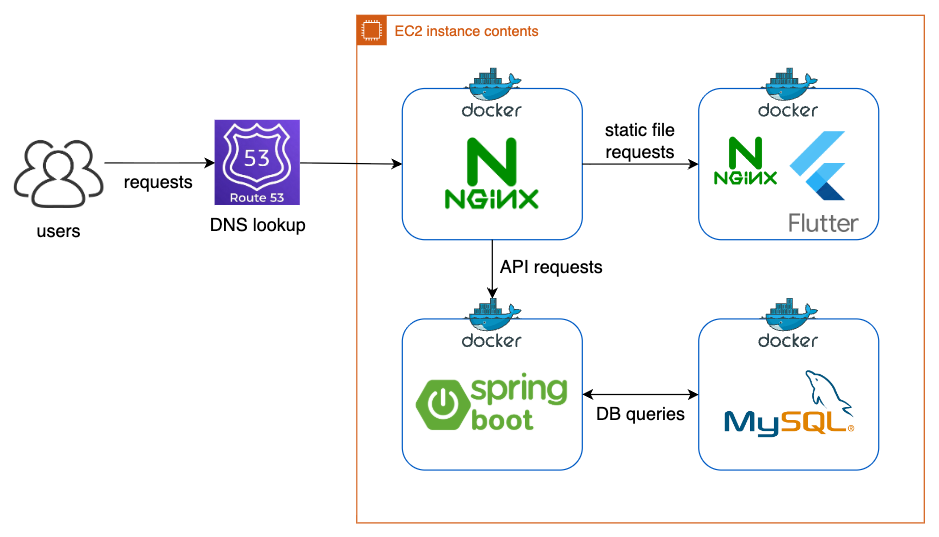 EC2 instance contents
docker
docker
NGiNX
static file
requests
NGiNX
Flutter
53
Route 53
requests
users
DNS lookup
API requests
docker
docker
spring
boot
DB queries
MySQL®